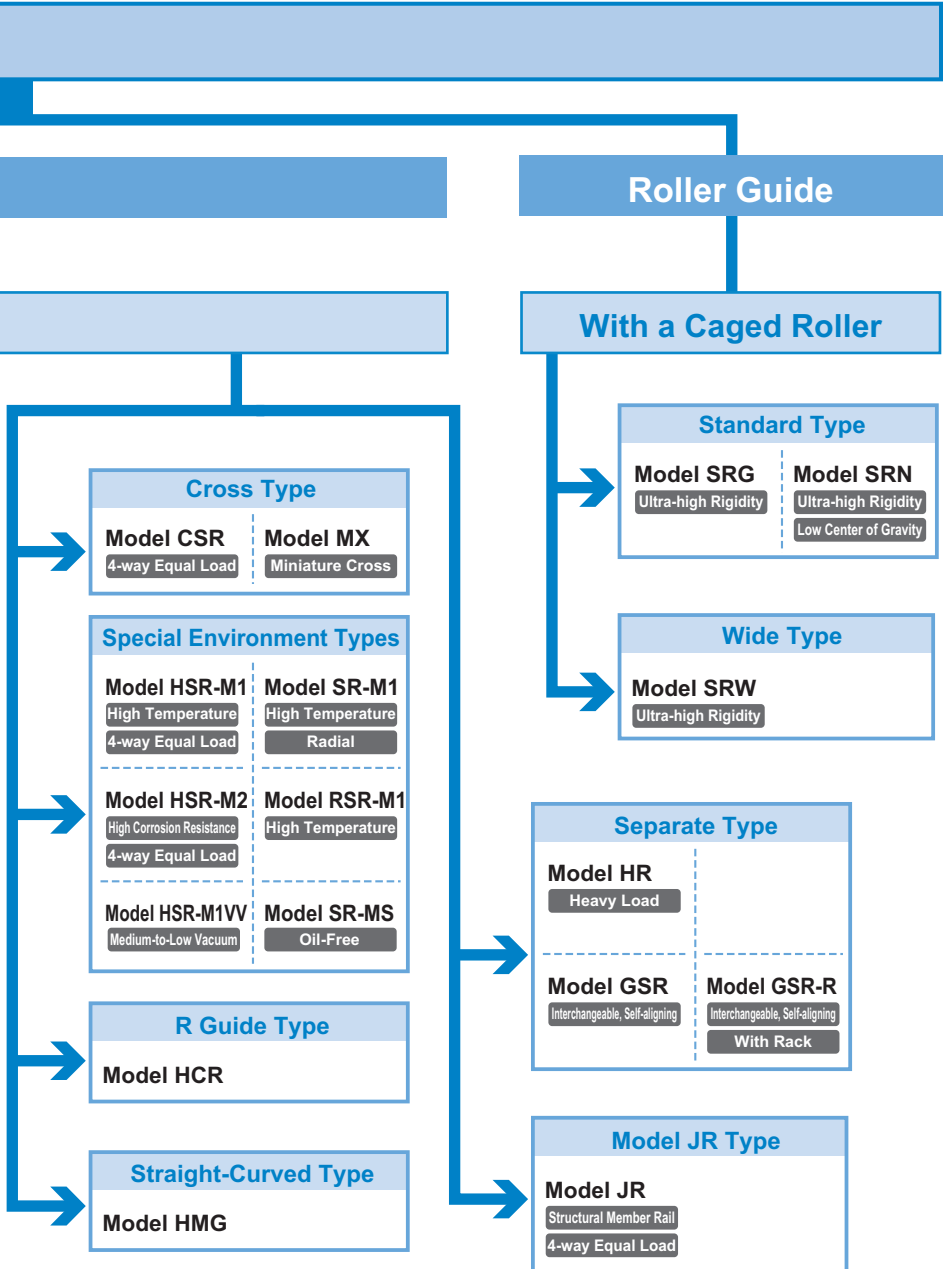 Roller Guide
With a Caged Roller
Standard Type
Model SRG
Ultra-high Rigidity
Model SRN
Ultra-high Rigidity
Low Center of Gravity
Wide Type
Model SRW
Ultra-high Rigidity
Cross Type
Model CSR
4-way Equal Load
Model MX
Miniature Cross
Special Environment Types
Model HSR-M1
High Temperature
4-way Equal Load
Model SR-M1
High Temperature
Radial
Model HSR-M2
High Corrosion Resistance
4-way Equal Load
Model RSR-M1
High Temperature
Model HSR-M1VV
Medium-to-Low Vacuum
Model SR-MS
Oil-Free
R Guide Type
Model HCR
Straight-Curved Type
Model HMG
Separate Type
Model HR
Heavy Load
Model GSR
Interchangeable, Self-aligning
Model GSR-R
Interchangeable, Self-aligning
With Rack
Model JR Type
Model JR
Structural Member Rail
4-way Equal Load